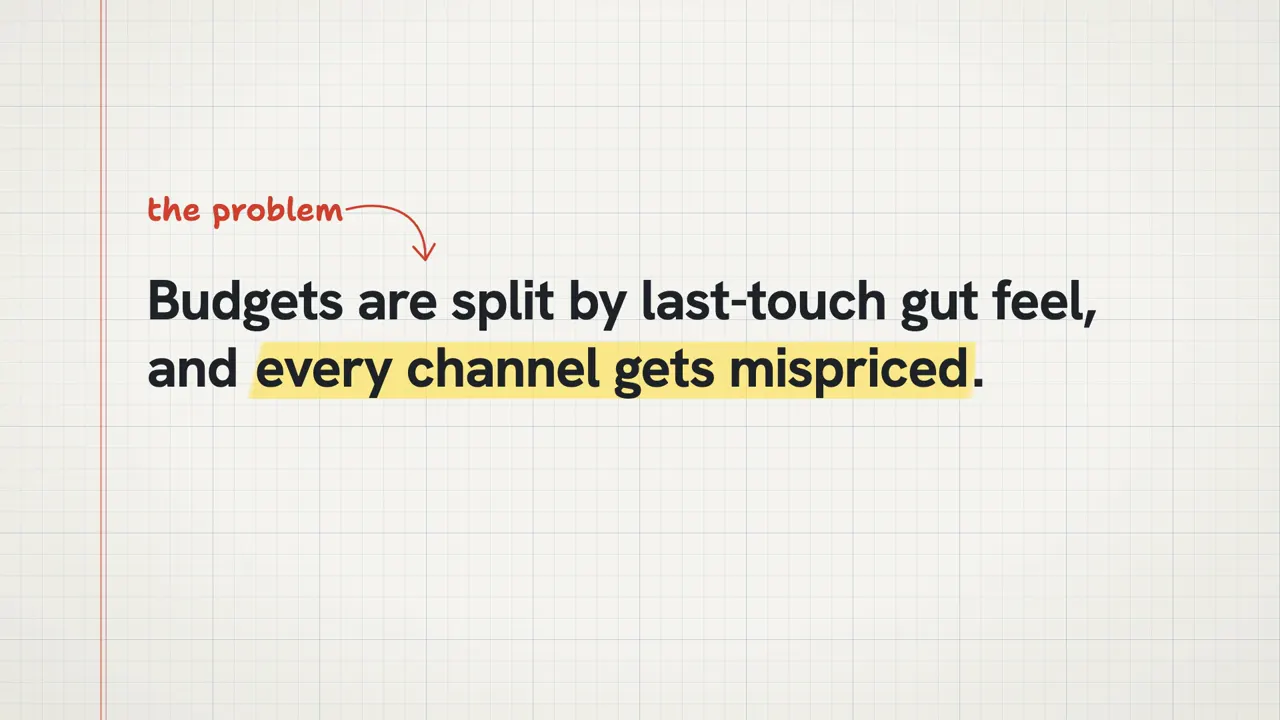 the problem
Budgets are split by last-touch gut feel,
and every channel gets mispriced.